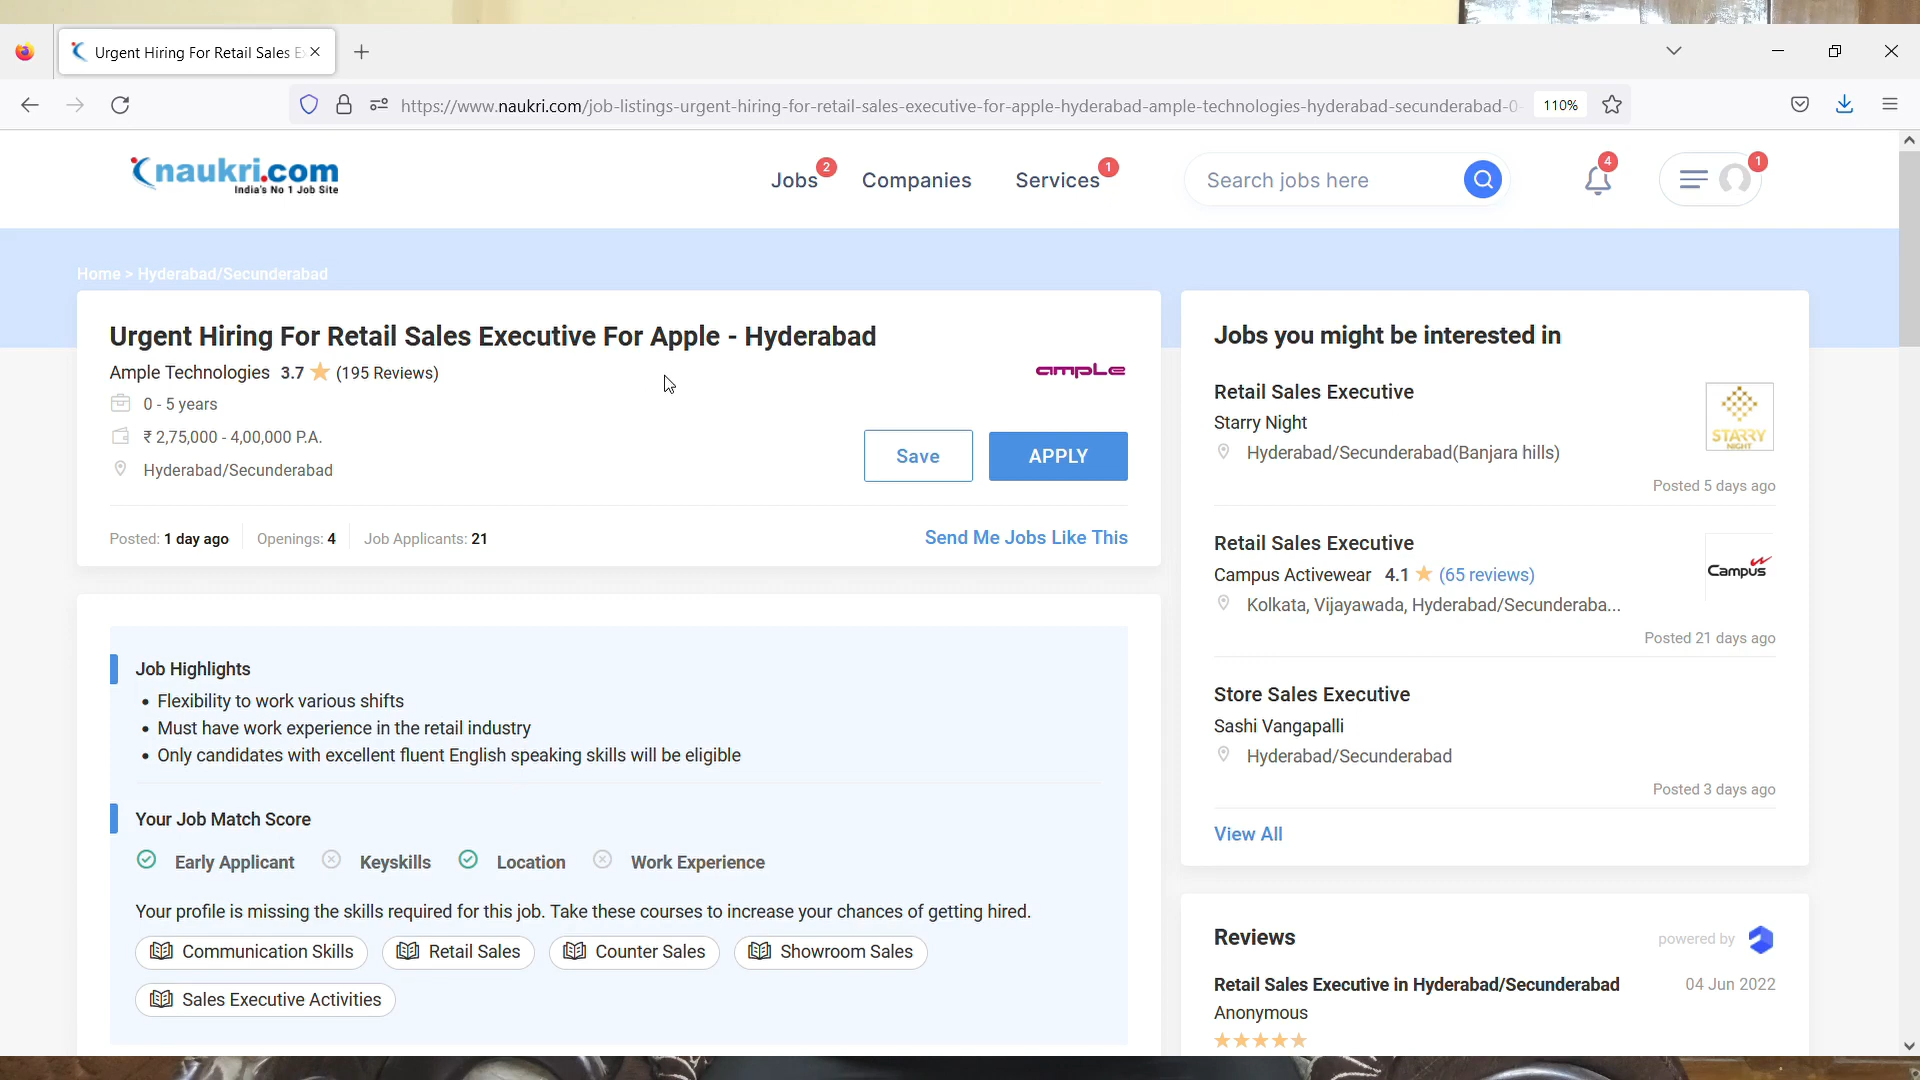 Urgent Hiring For Retail Sales Ex
https://www.naukri.com/job-listings-urgent-hiring-for-retail-sales-executive-for-apple-hyderabad-ample-technologies-hyderabad-secunderabad-0-
110%
naukri.com
India's No 1 Job Site
Jobs 2
Companies
Services 1
Search jobs here
4
1
Home > Hyderabad/Secunderabad
Urgent Hiring For Retail Sales Executive For Apple - Hyderabad
Ample Technologies 3.7 (195 Reviews)
ample
0 - 5 years
₹ 2,75,000 - 4,00,000 P.A.
Hyderabad/Secunderabad
Save
APPLY
Posted: 1 day ago
Openings: 4
Job Applicants: 21
Send Me Jobs Like This
Job Highlights
• Flexibility to work various shifts
• Must have work experience in the retail industry
• Only candidates with excellent fluent English speaking skills will be eligible
Your Job Match Score
Early Applicant
Keyskills
Location
Work Experience
Your profile is missing the skills required for this job. Take these courses to increase your chances of getting hired.
Communication Skills
Retail Sales
Counter Sales
Showroom Sales
Sales Executive Activities
Jobs you might be interested in
Retail Sales Executive
Starry Night
Hyderabad/Secunderabad(Banjara hills)
STARRY
NIGHT
Posted 5 days ago
Retail Sales Executive
Campus Activewear 4.1 (65 reviews)
Kolkata, Vijayawada, Hyderabad/Secunderaba...
Campus
Posted 21 days ago
Store Sales Executive
Sashi Vangapalli
Hyderabad/Secunderabad
Posted 3 days ago
View All
Reviews
powered by
Retail Sales Executive in Hyderabad/Secunderabad
04 Jun 2022
Anonymous